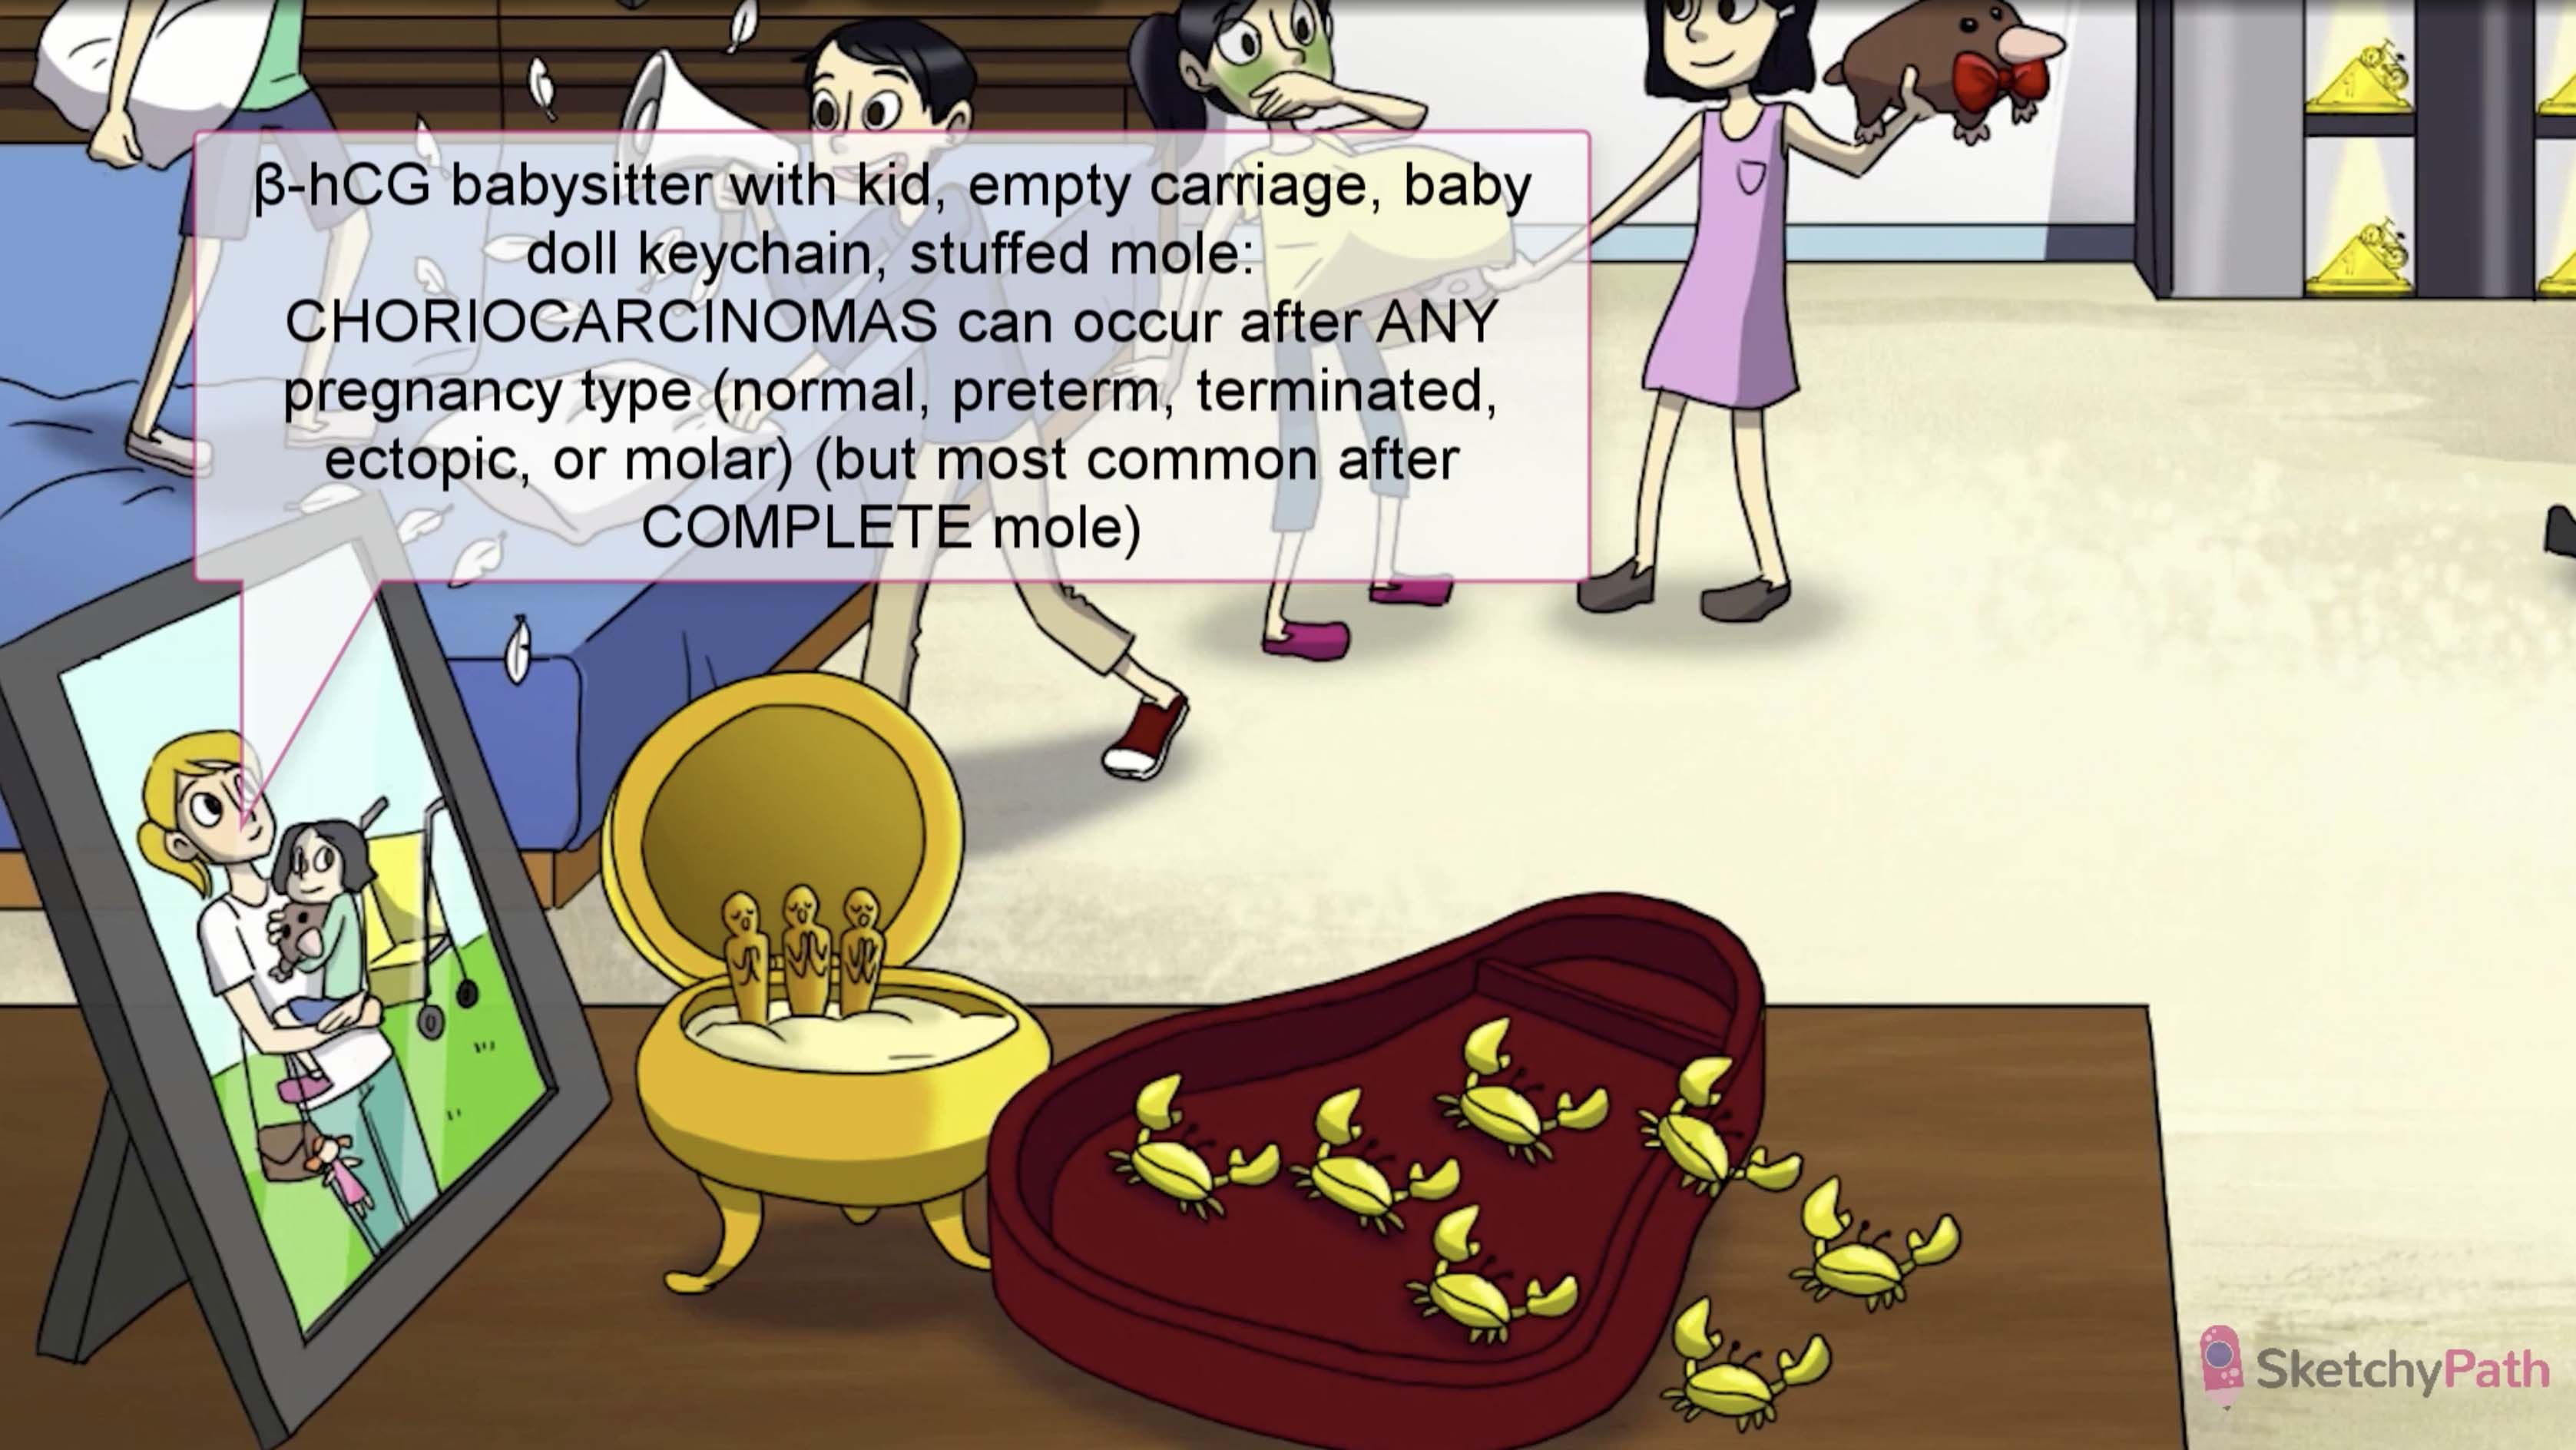 β-hCG babysitter with kid, empty carriage, baby
doll keychain, stuffed mole:
CHORIOCARCINOMAS can occur after ANY
pregnancy type (normal, preterm, terminated,
ectopic, or molar) (but most common after
COMPLETE mole)
SketchyPath